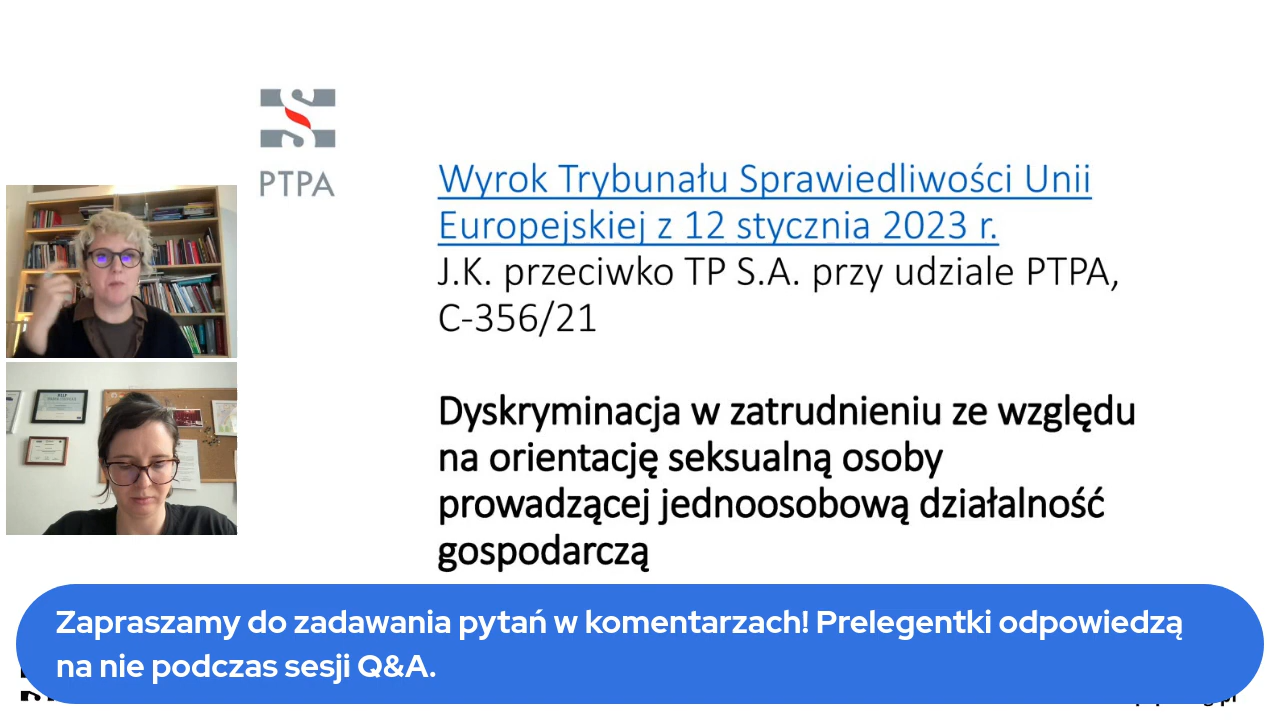 PTPA
Wyrok Trybunału Sprawiedliwości Unii
Europejskiej z 12 stycznia 2023 r.
J.K. przeciwko TP S.A. przy udziale PTPA,
C-356/21
Dyskryminacja w zatrudnieniu ze względu
na orientację seksualną osoby
prowadzącej jednoosobową działalność
gospodarczą
Zapraszamy do zadawania pytań w komentarzach! Prelegentki odpowiedzą
na nie podczas sesji Q&A.